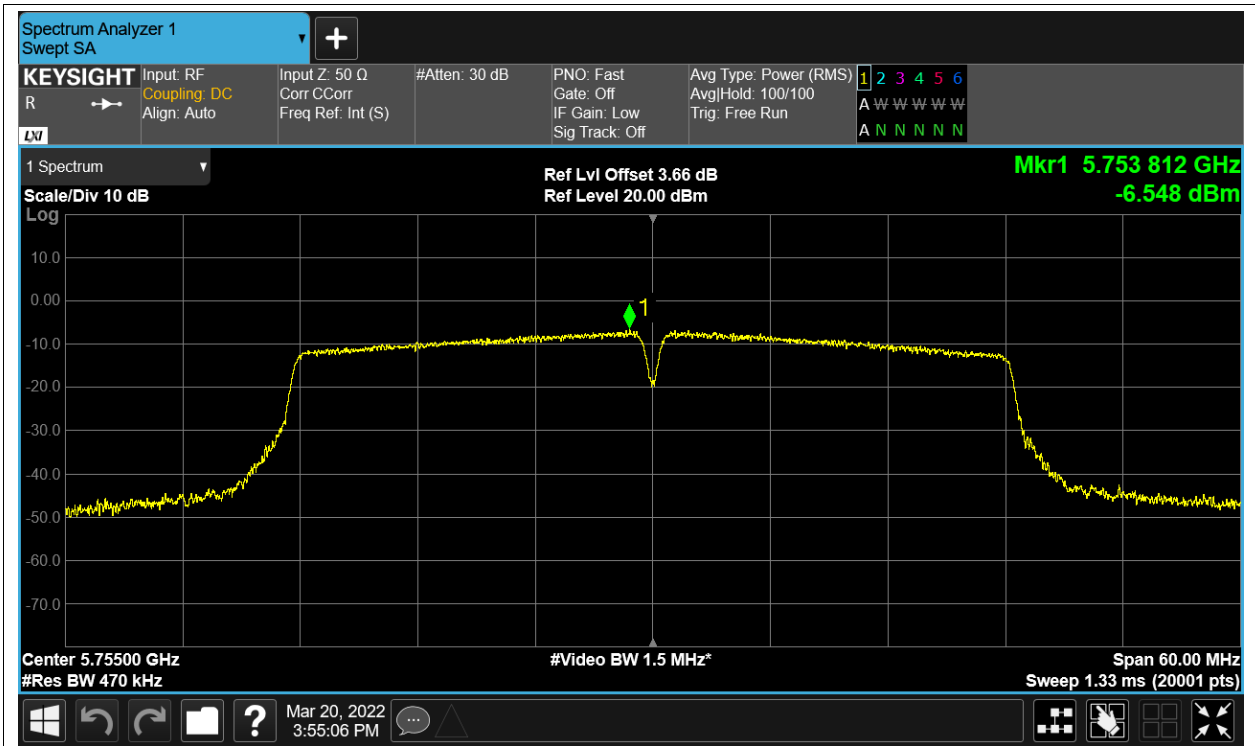 Spectrum Analyzer 1
Swept SA
KEYSIGHT
R
LXI
Input: RF
Coupling: DC
Align: Auto
Input Z: 50 Ω
Corr CCorr
Freq Ref: Int (S)
#Atten: 30 dB
PNO: Fast
Gate: Off
IF Gain: Low
Sig Track: Off
Avg Type: Power (RMS)
Avg|Hold: 100/100
Trig: Free Run
1 2 3 4 5 6
A W W W W W
A N N N N N
1 Spectrum
Scale/Div 10 dB
Ref Lvl Offset 3.66 dB
Ref Level 20.00 dBm
Mkr1 5.753 812 GHz
-6.548 dBm
Log
10.0
0.00
-10.0
-20.0
-30.0
-40.0
-50.0
-60.0
-70.0
1
Center 5.75500 GHz
#Res BW 470 kHz
#Video BW 1.5 MHz*
Span 60.00 MHz
Sweep 1.33 ms (20001 pts)
?
Mar 20, 2022
3:55:06 PM